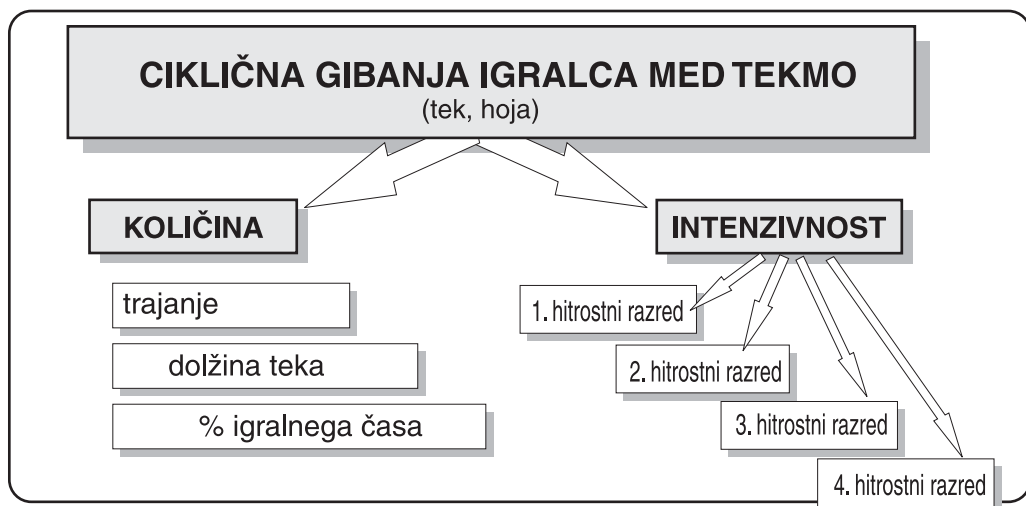 CIKLIČNA GIBANJA IGRALCA MED TEKMO
(tek, hoja)
KOLIČINA
trajanje
dolžina teka
% igralnega časa
INTENZIVNOST
1. hitrostni razred
2. hitrostni razred
3. hitrostni razred
4. hitrostni razred